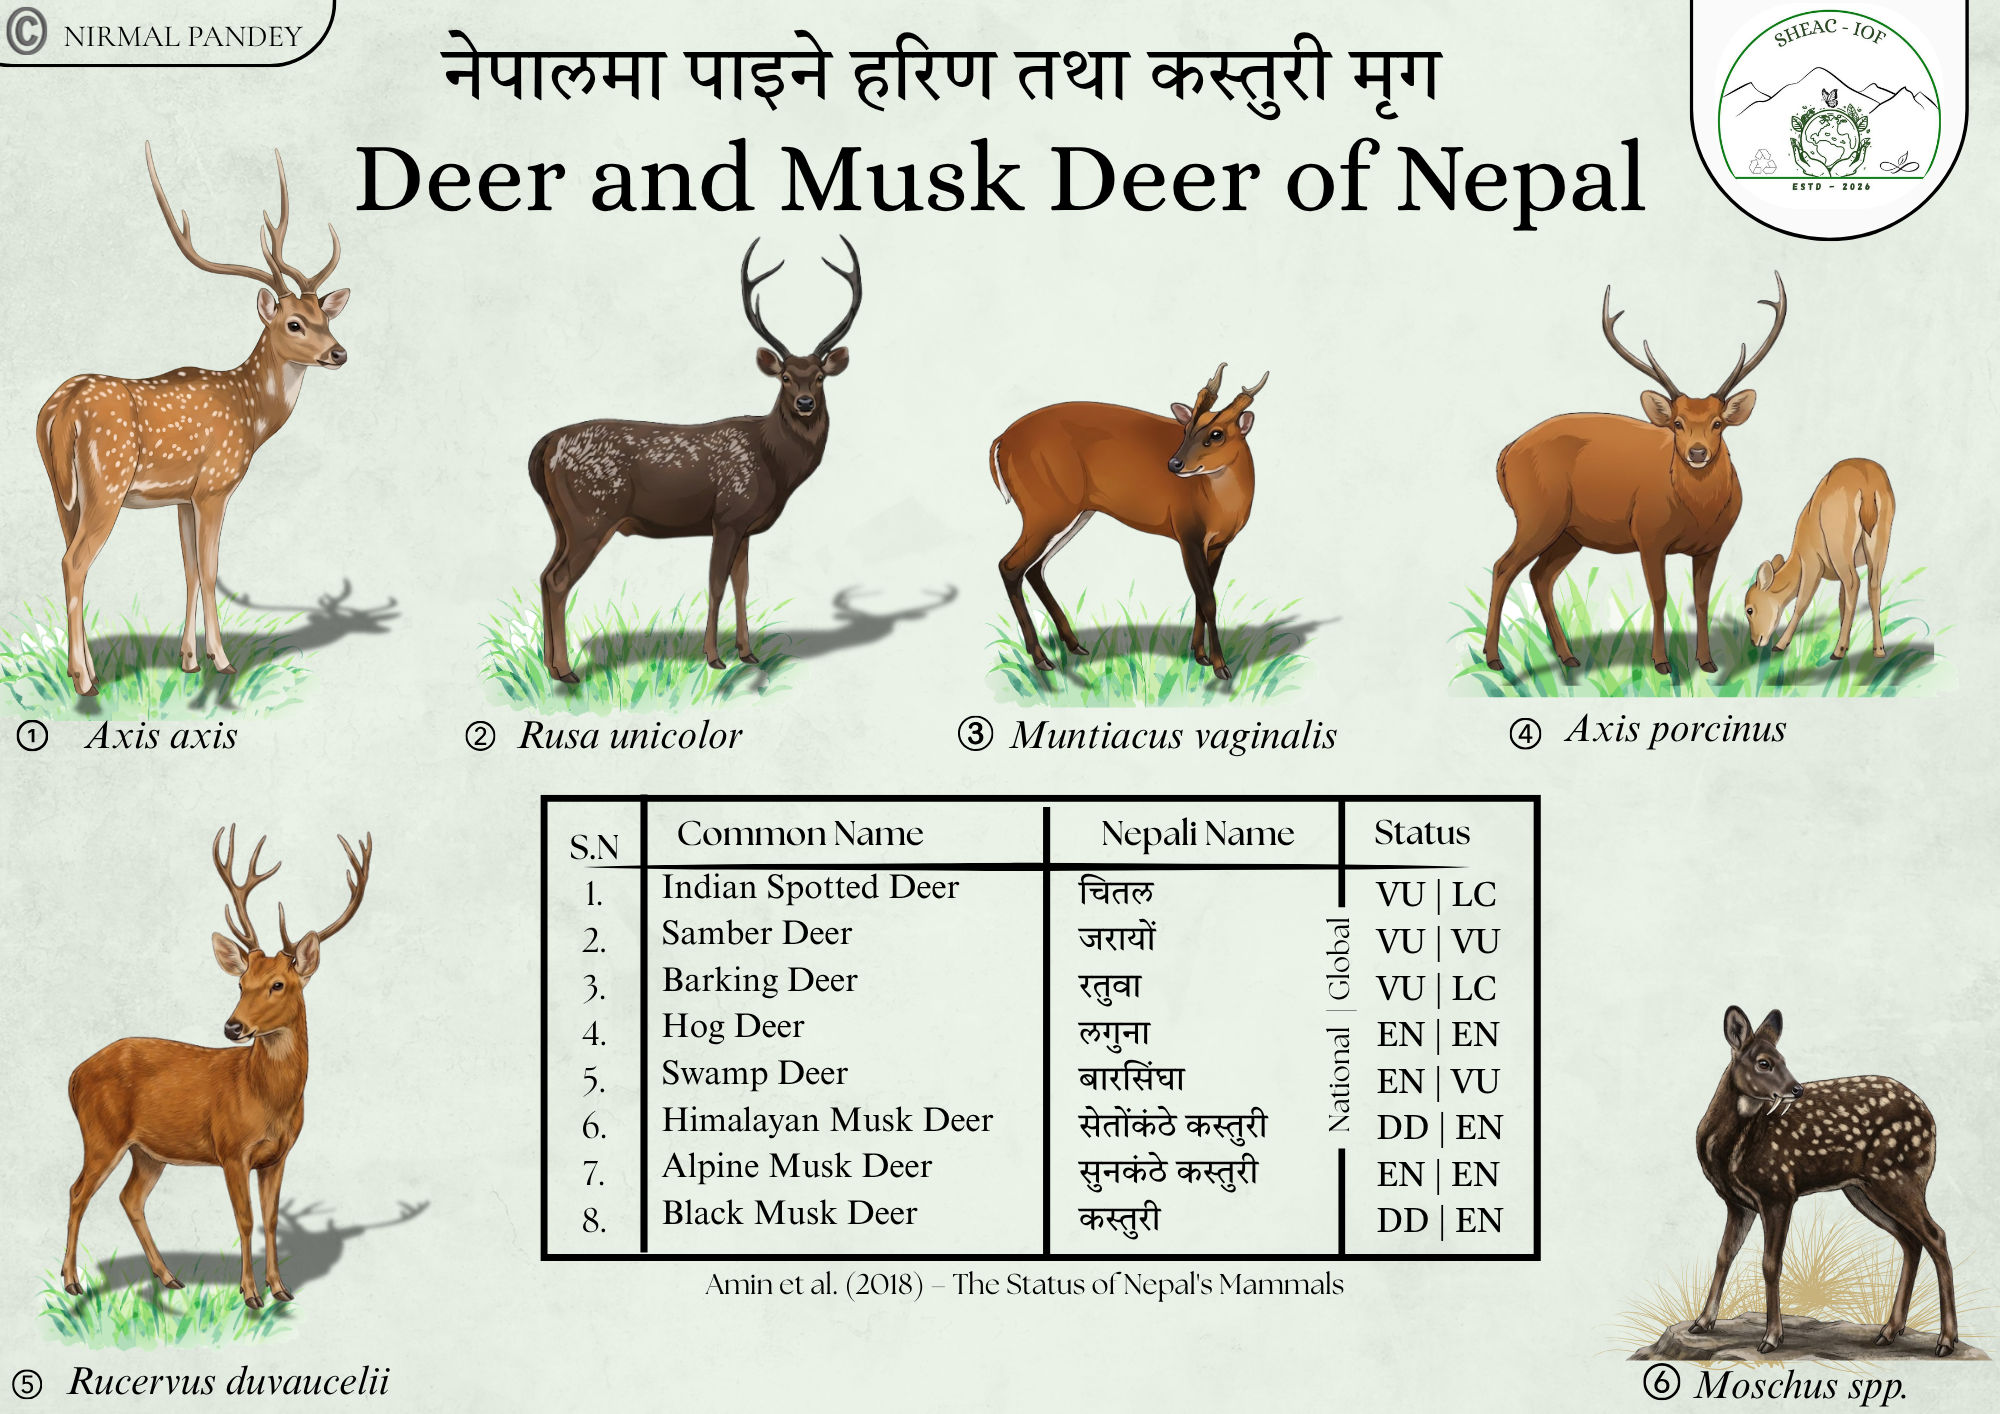 © NIRMAL PANDEY
SHEAC - IOF
ESTD - 2026
नेपालमा पाइने हरिण तथा कस्तुरी मृग
Deer and Musk Deer of Nepal
① Axis axis
② Rusa unicolor
③ Muntiacus vaginalis
④ Axis porcinus
S.N Common Name Nepali Name Status
1. Indian Spotted Deer चितल VU | LC
2. Samber Deer जरायों VU | VU
3. Barking Deer रतुवा VU | LC
4. Hog Deer लगुना EN | EN
5. Swamp Deer बारसिंघा EN | VU
6. Himalayan Musk Deer सेतोंकंठे कस्तुरी DD | EN
7. Alpine Musk Deer सुनकंठे कस्तुरी EN | EN
8. Black Musk Deer कस्तुरी DD | EN
National | Global
Amin et al. (2018) – The Status of Nepal's Mammals
⑤ Rucervus duvaucelii
⑥ Moschus spp.